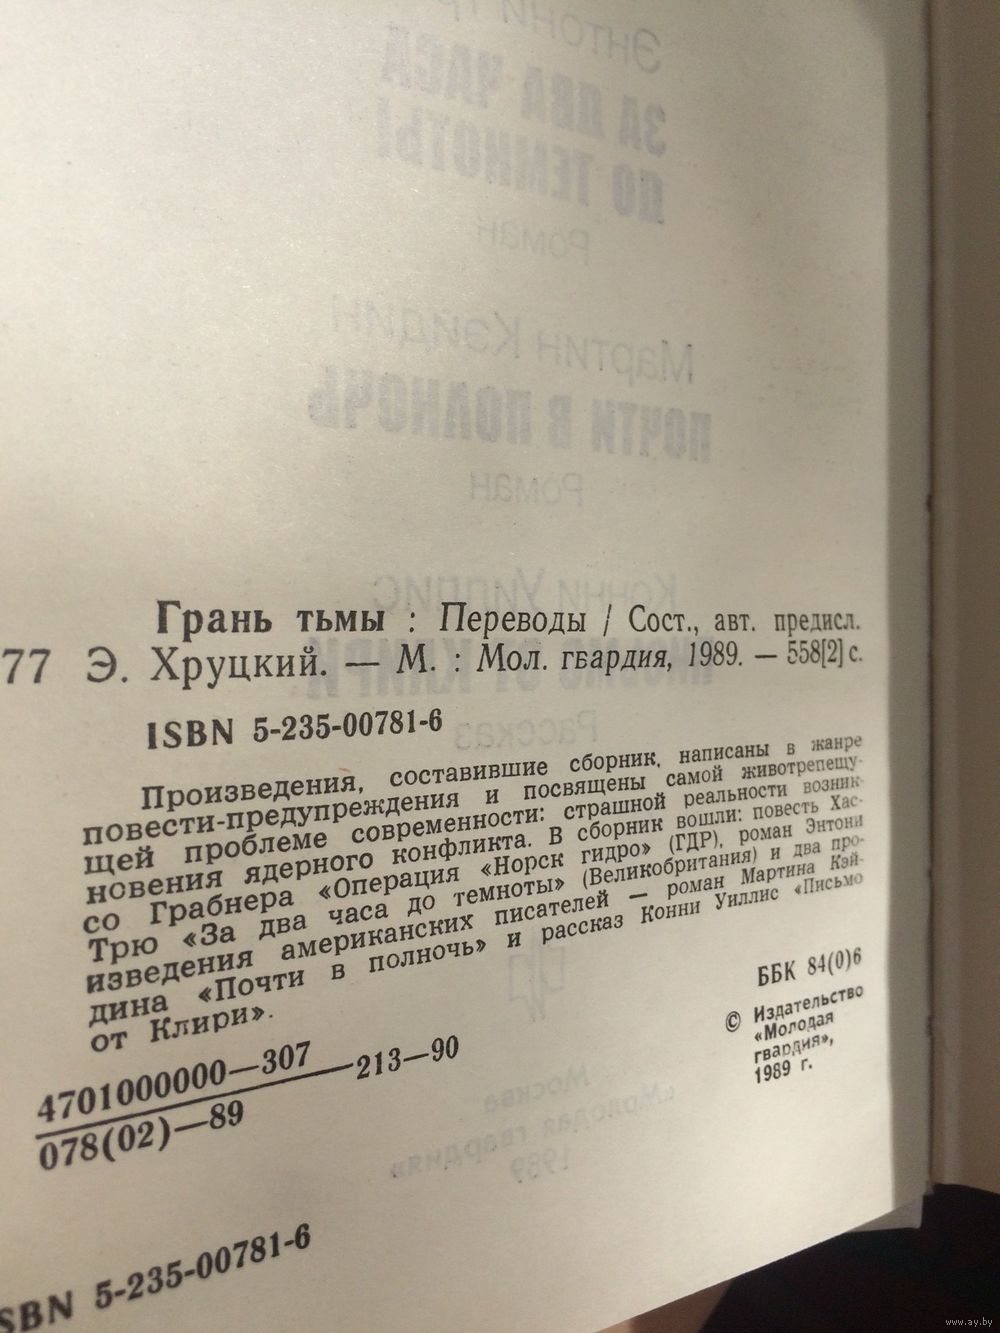 Грань тьмы : Переводы / Сост., авт. предисл.
77 Э. Хруцкий. — М. : Мол. гвардия, 1989. — 558[2] с.
ISBN 5-235-00781-6
Произведения, составившие сборник, написаны в жанре
повести-предупреждения и посвящены самой животрепещу-
щей проблеме современности: страшной реальности возник-
новения ядерного конфликта. В сборник вошли: повесть Хас-
со Грабнера «Операция «Норск гидро» (ГДР), роман Энтони
Трю «За два часа до темноты» (Великобритания) и два про-
изведения американских писателей — роман Мартина Кэй-
дина «Почти в полночь» и рассказ Конни Уиллис «Письмо
от Клири».
4701000000—307
213—90
078(02)—89
ББК 84(0)6
© Издательство
«Молодая
гвардия»,
1989 г.
ISBN 5-235-00781-6
www.ay.by